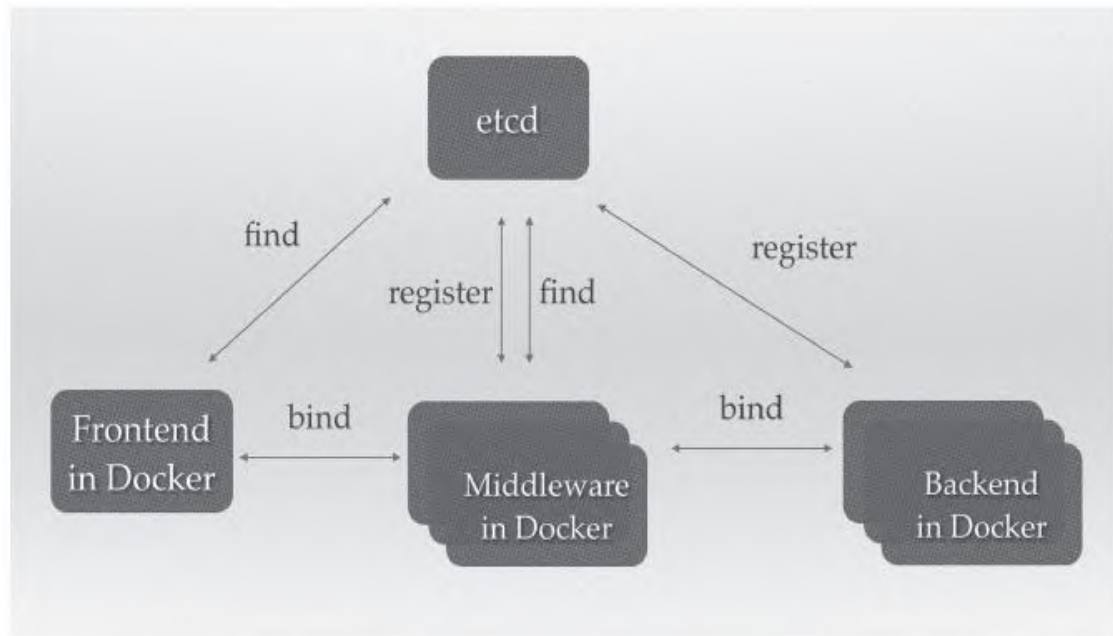 etcd
find
register
find
register
bind
bind
Frontend
in Docker
Middleware
in Docker
Backend
in Docker